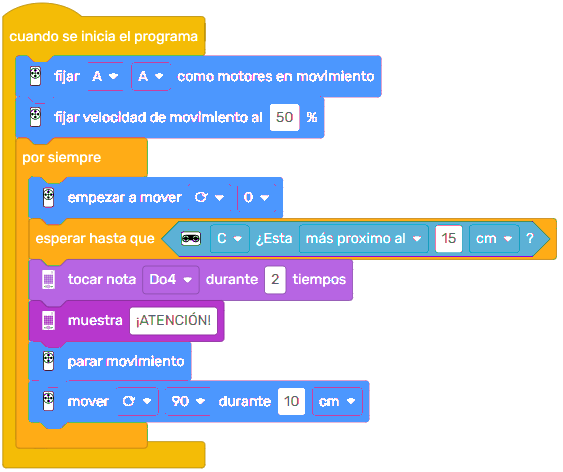 cuando se inicia el programa
fijar A A como motores en movimiento
fijar velocidad de movimiento al 50 %
por siempre
empezar a mover 0
esperar hasta que C ¿Esta más proximo al 15 cm ?
tocar nota Do4 durante 2 tiempos
muestra ¡ATENCIÓN!
parar movimiento
mover 90 durante 10 cm